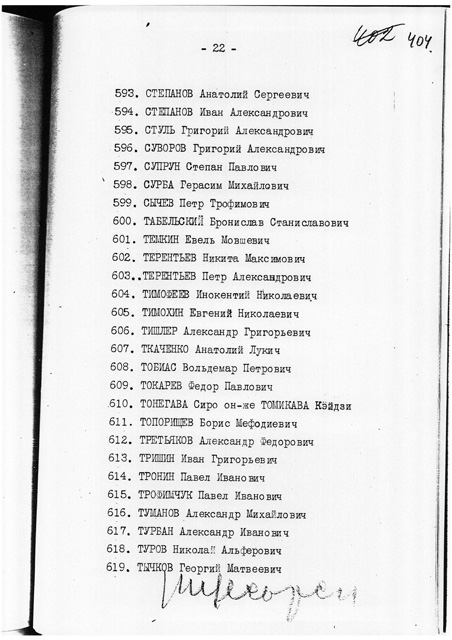 402 404.
- 22 -
593. СТЕПАНОВ Анатолий Сергеевич
594. СТЕПАНОВ Иван Александрович
595. СТУЛЬ Григорий Александрович
596. СУВОРОВ Григорий Александрович
597. СУПРУН Степан Павлович
598. СУРБА Герасим Михайлович
599. СЫЧЕВ Петр Трофимович
600. ТАБЕЛЬСКИЙ Бронислав Станиславович
601. ТЕМКИН Евель Мовшевич
602. ТЕРЕНТЬЕВ Никита Максимович
603..ТЕРЕНТЬЕВ Петр Александрович
604. ТИМОФЕЕВ Инокентий Николаевич
605. ТИМОХИН Евгений Николаевич
606. ТИШЛЕР Александр Григорьевич
607. ТКАЧЕНКО Анатолий Лукич
608. ТОБИАС Вольдемар Петрович
609. ТОКАРЕВ Федор Павлович
610. ТОНЕГАВА Сиро он-же ТОМИКАВА Кэйдзи
611. ТОПОРИЩЕВ Борис Мефодиевич
612. ТРЕТЬЯКОВ Александр Федорович
613. ТРИШИН Иван Григорьевич
614. ТРОНИН Павел Иванович
615. ТРОФИМЧУК Павел Иванович
616. ТУМАНОВ Александр Михайлович
617. ТУРБАН Александр Иванович
618. ТУРОВ Николай Альферович
619. ТЫЧКОВ Георгий Матвеевич